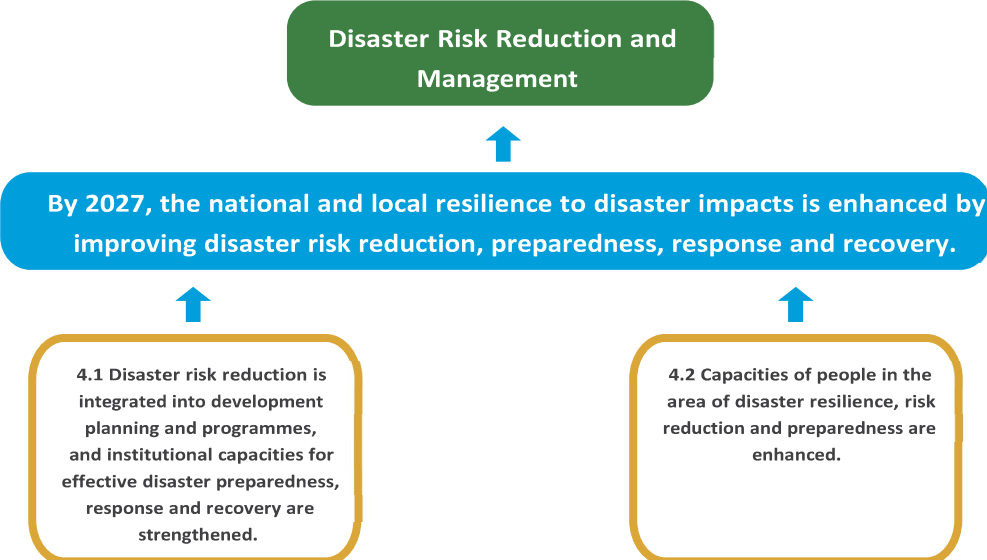 Disaster Risk Reduction and
Management
By 2027, the national and local resilience to disaster impacts is enhanced by
improving disaster risk reduction, preparedness, response and recovery.
4.1 Disaster risk reduction is
integrated into development
planning and programmes,
and institutional capacities for
effective disaster preparedness,
response and recovery are
strengthened.
4.2 Capacities of people in the
area of disaster resilience, risk
reduction and preparedness are
enhanced.